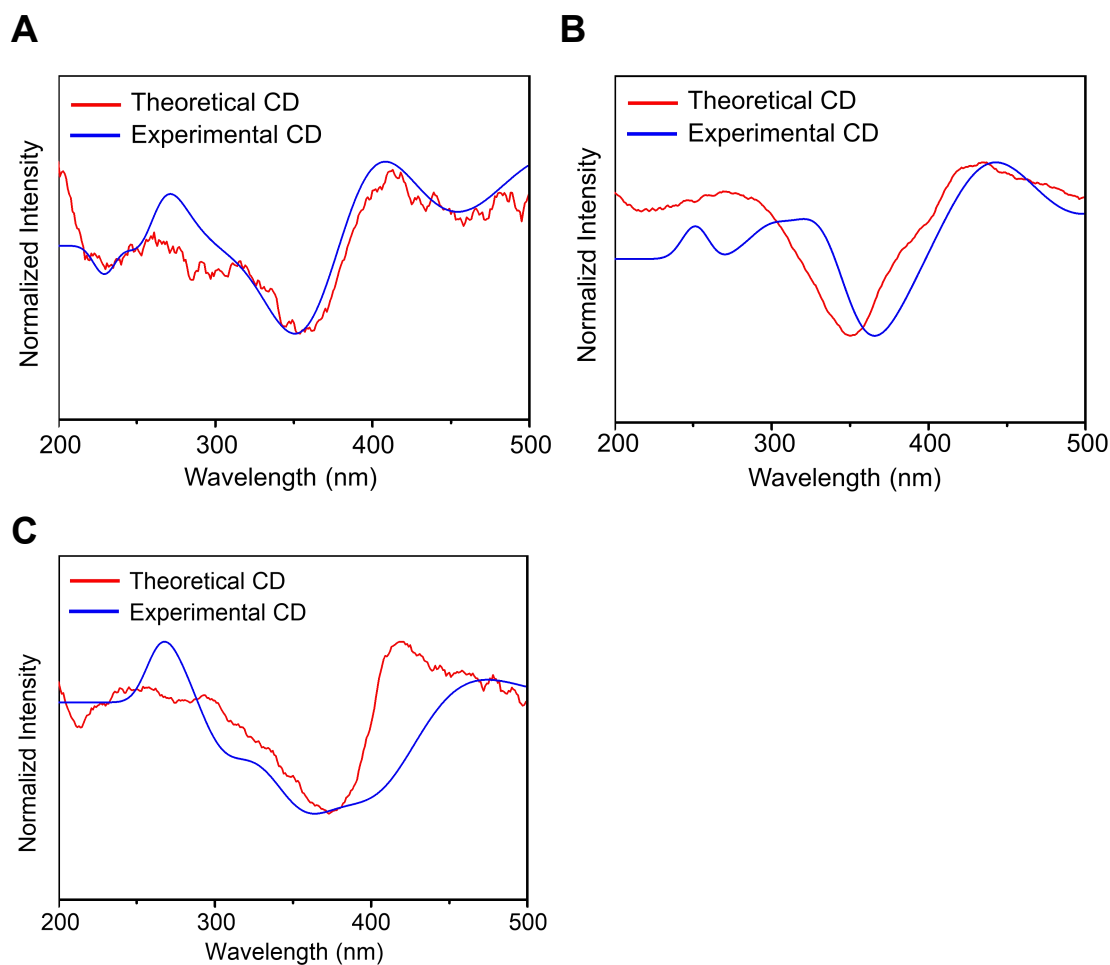 A
Theoretical CD
Experimental CD
Normalized Intensity
200 300 400 500
Wavelength (nm)
B
Theoretical CD
Experimental CD
Normalizd Intensity
200 300 400 500
Wavelength (nm)
C
Theoretical CD
Experimental CD
Normalizd Intensity
200 300 400 500
Wavelength (nm)